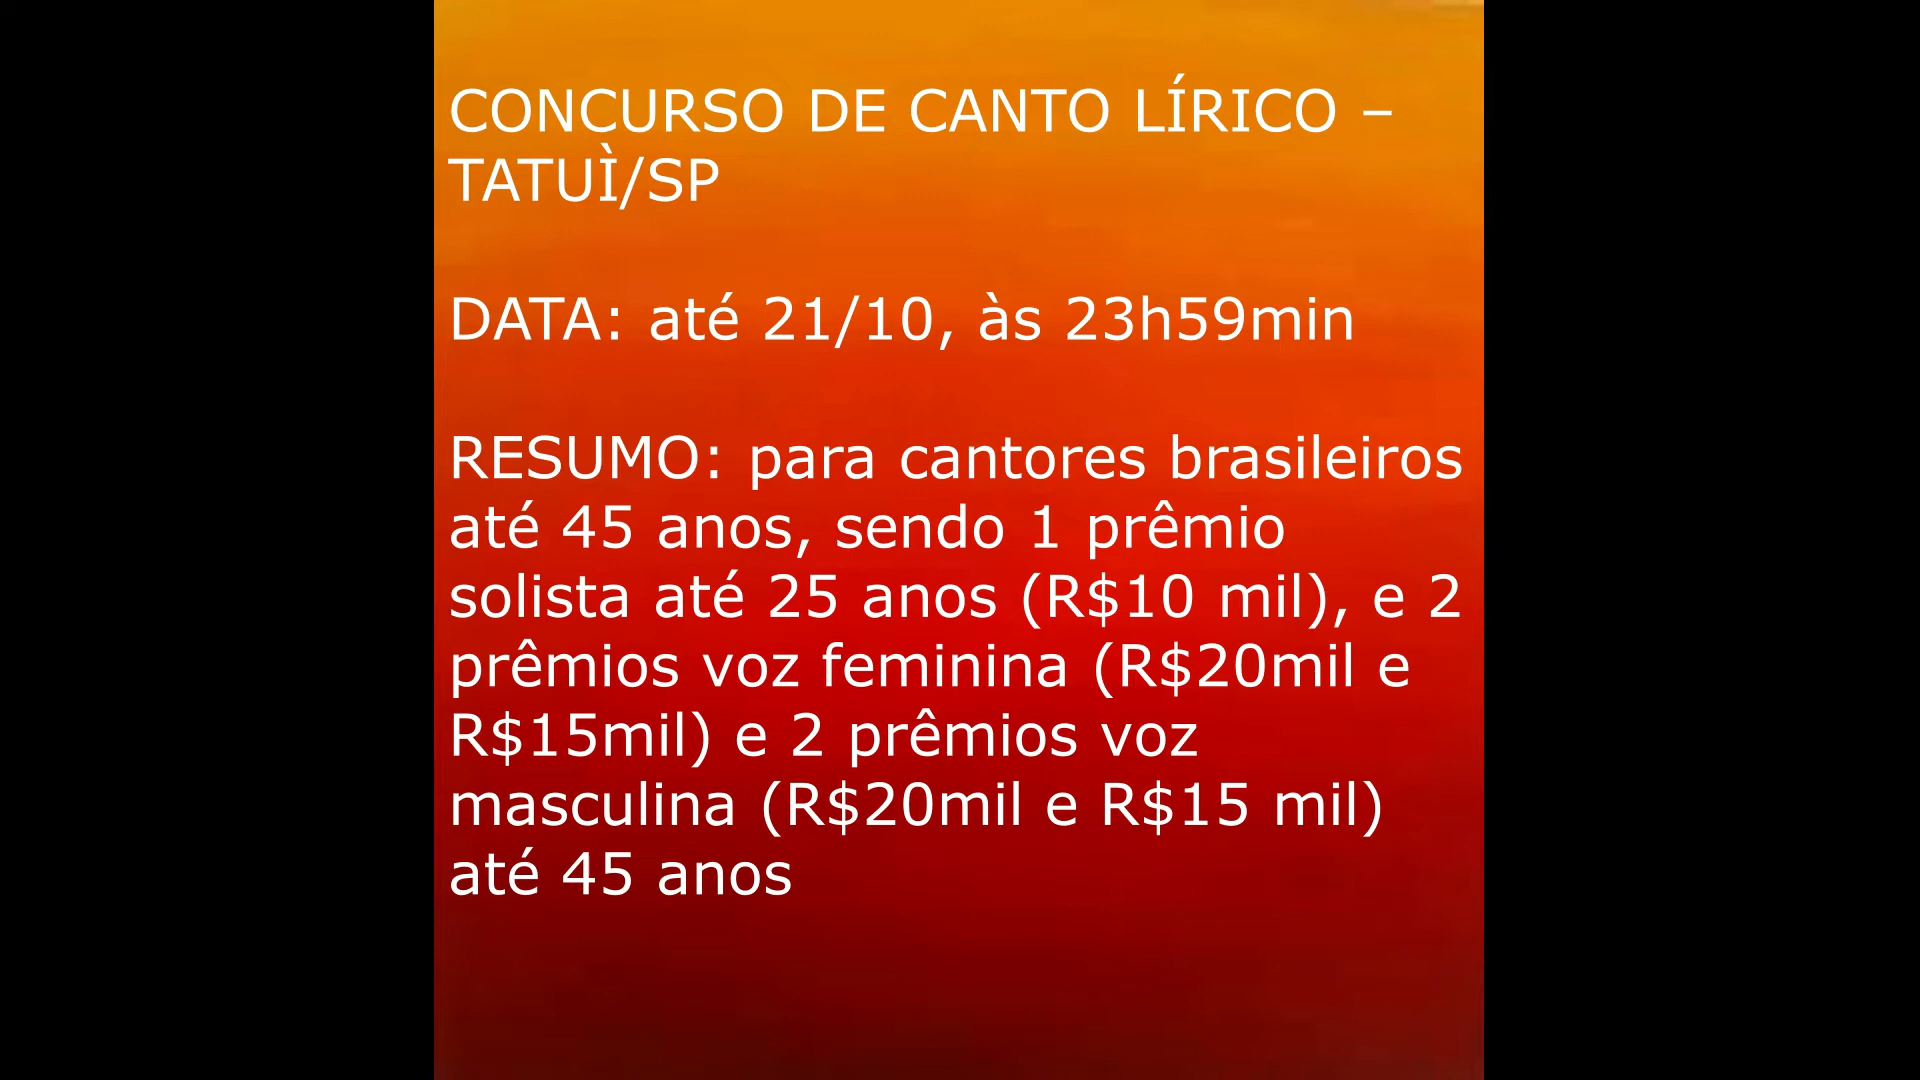 CONCURSO DE CANTO LÍRICO –
TATUÌ/SP
DATA: até 21/10, às 23h59min
RESUMO: para cantores brasileiros
até 45 anos, sendo 1 prêmio
solista até 25 anos (R$10 mil), e 2
prêmios voz feminina (R$20mil e
R$15mil) e 2 prêmios voz
masculina (R$20mil e R$15 mil)
até 45 anos